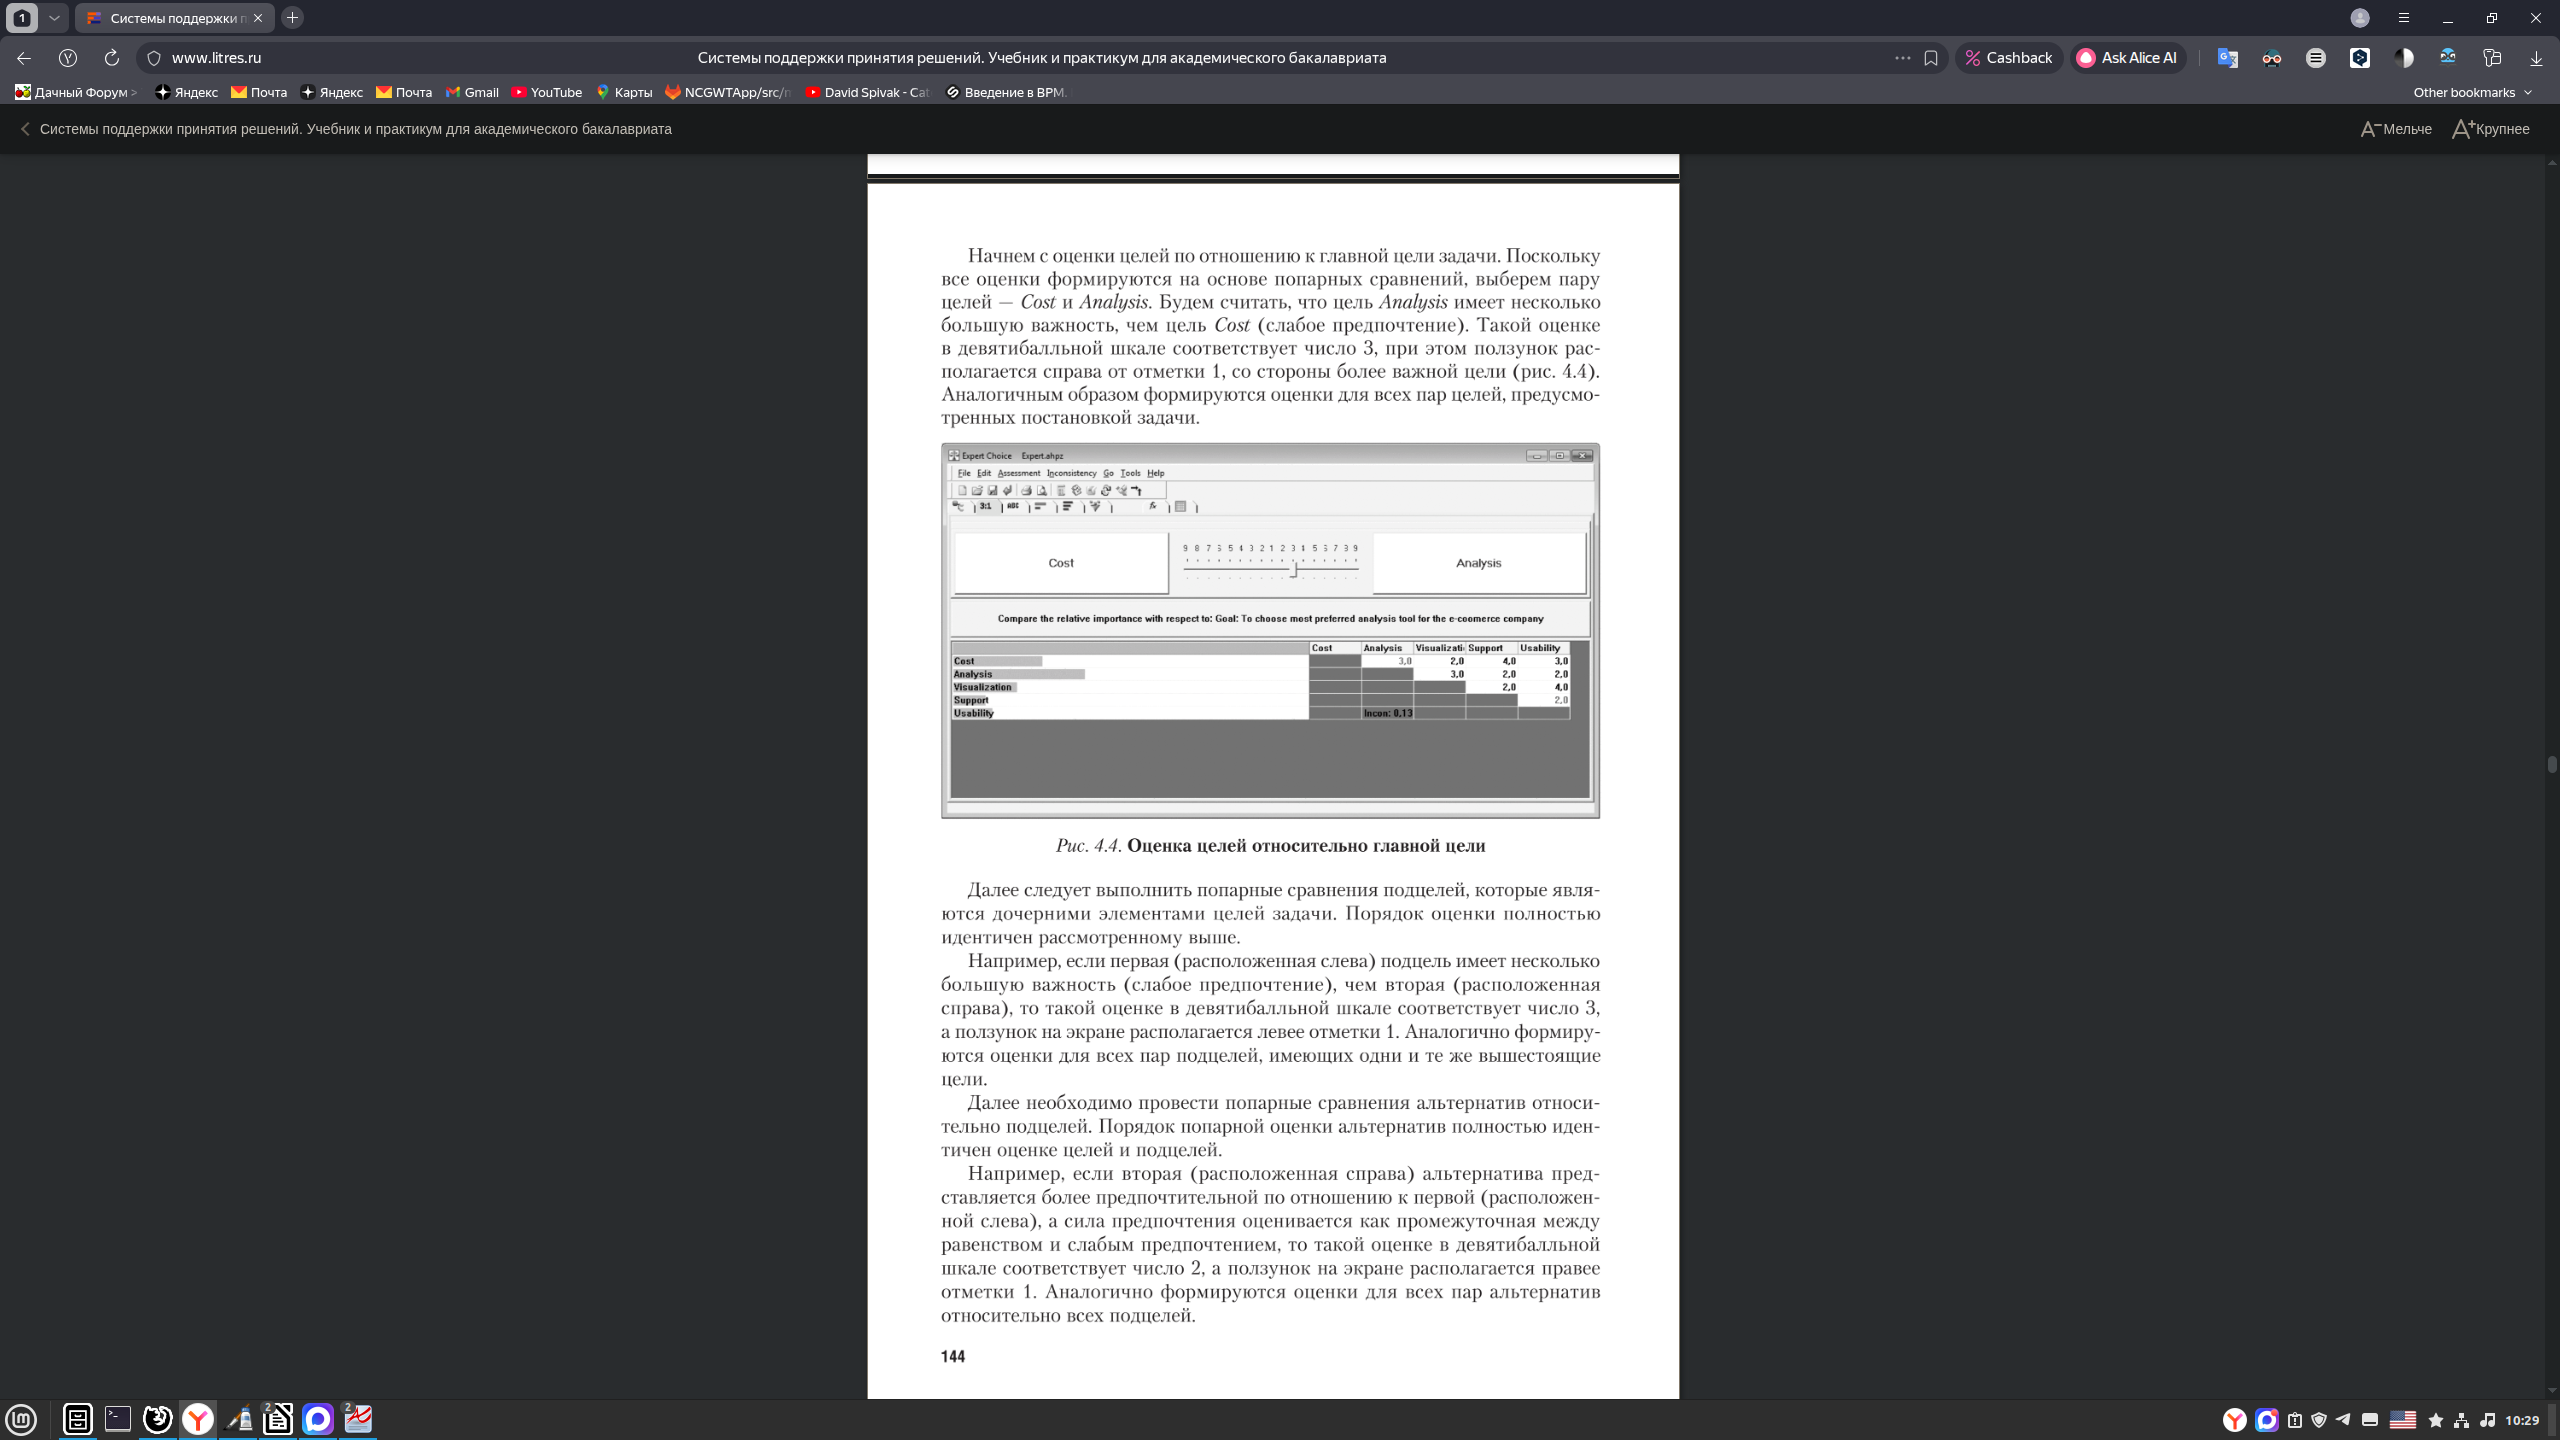 1
Системы поддержки п
www.litres.ru
Системы поддержки принятия решений. Учебник и практикум для академического бакалавриата
Cashback
Ask Alice AI
Дачный Форум >
Яндекс
Почта
Яндекс
Почта
Gmail
YouTube
Карты
NCGWTApp/src/
David Spivak - Cat
Введение в BPM.
Other bookmarks
Системы поддержки принятия решений. Учебник и практикум для академического бакалавриата
A− Мельче
A+ Крупнее
Начнем с оценки целей по отношению к главной цели задачи. Поскольку
все оценки формируются на основе попарных сравнений, выберем пару
целей — Cost и Analysis. Будем считать, что цель Analysis имеет несколько
большую важность, чем цель Cost (слабое предпочтение). Такой оценке
в девятибалльной шкале соответствует число 3, при этом ползунок рас-
полагается справа от отметки 1, со стороны более важной цели (рис. 4.4).
Аналогичным образом формируются оценки для всех пар целей, предусмо-
тренных постановкой задачи.
Expert Choice Expert.ahpz
File Edit Assessment Inconsistency Go Tools Help
3:1 ABC
Cost
9 8 7 6 5 4 3 2 1 2 3 4 5 6 7 8 9
Analysis
Compare the relative importance with respect to: Goal: To choose most preferred analysis tool for the e-coomerce company
Cost Analysis Visualizati Support Usability
Cost 3,0 2,0 4,0 3,0
Analysis 3,0 2,0 2,0
Visualization 2,0 4,0
Support 2,0
Usability Incon: 0,13
Рис. 4.4. Оценка целей относительно главной цели
Далее следует выполнить попарные сравнения подцелей, которые явля-
ются дочерними элементами целей задачи. Порядок оценки полностью
идентичен рассмотренному выше.
Например, если первая (расположенная слева) подцель имеет несколько
большую важность (слабое предпочтение), чем вторая (расположенная
справа), то такой оценке в девятибалльной шкале соответствует число 3,
а ползунок на экране располагается левее отметки 1. Аналогично формиру-
ются оценки для всех пар подцелей, имеющих одни и те же вышестоящие
цели.
Далее необходимо провести попарные сравнения альтернатив относи-
тельно подцелей. Порядок попарной оценки альтернатив полностью иден-
тичен оценке целей и подцелей.
Например, если вторая (расположенная справа) альтернатива пред-
ставляется более предпочтительной по отношению к первой (расположен-
ной слева), а сила предпочтения оценивается как промежуточная между
равенством и слабым предпочтением, то такой оценке в девятибалльной
шкале соответствует число 2, а ползунок на экране располагается правее
отметки 1. Аналогично формируются оценки для всех пар альтернатив
относительно всех подцелей.
144
2
2
10:29